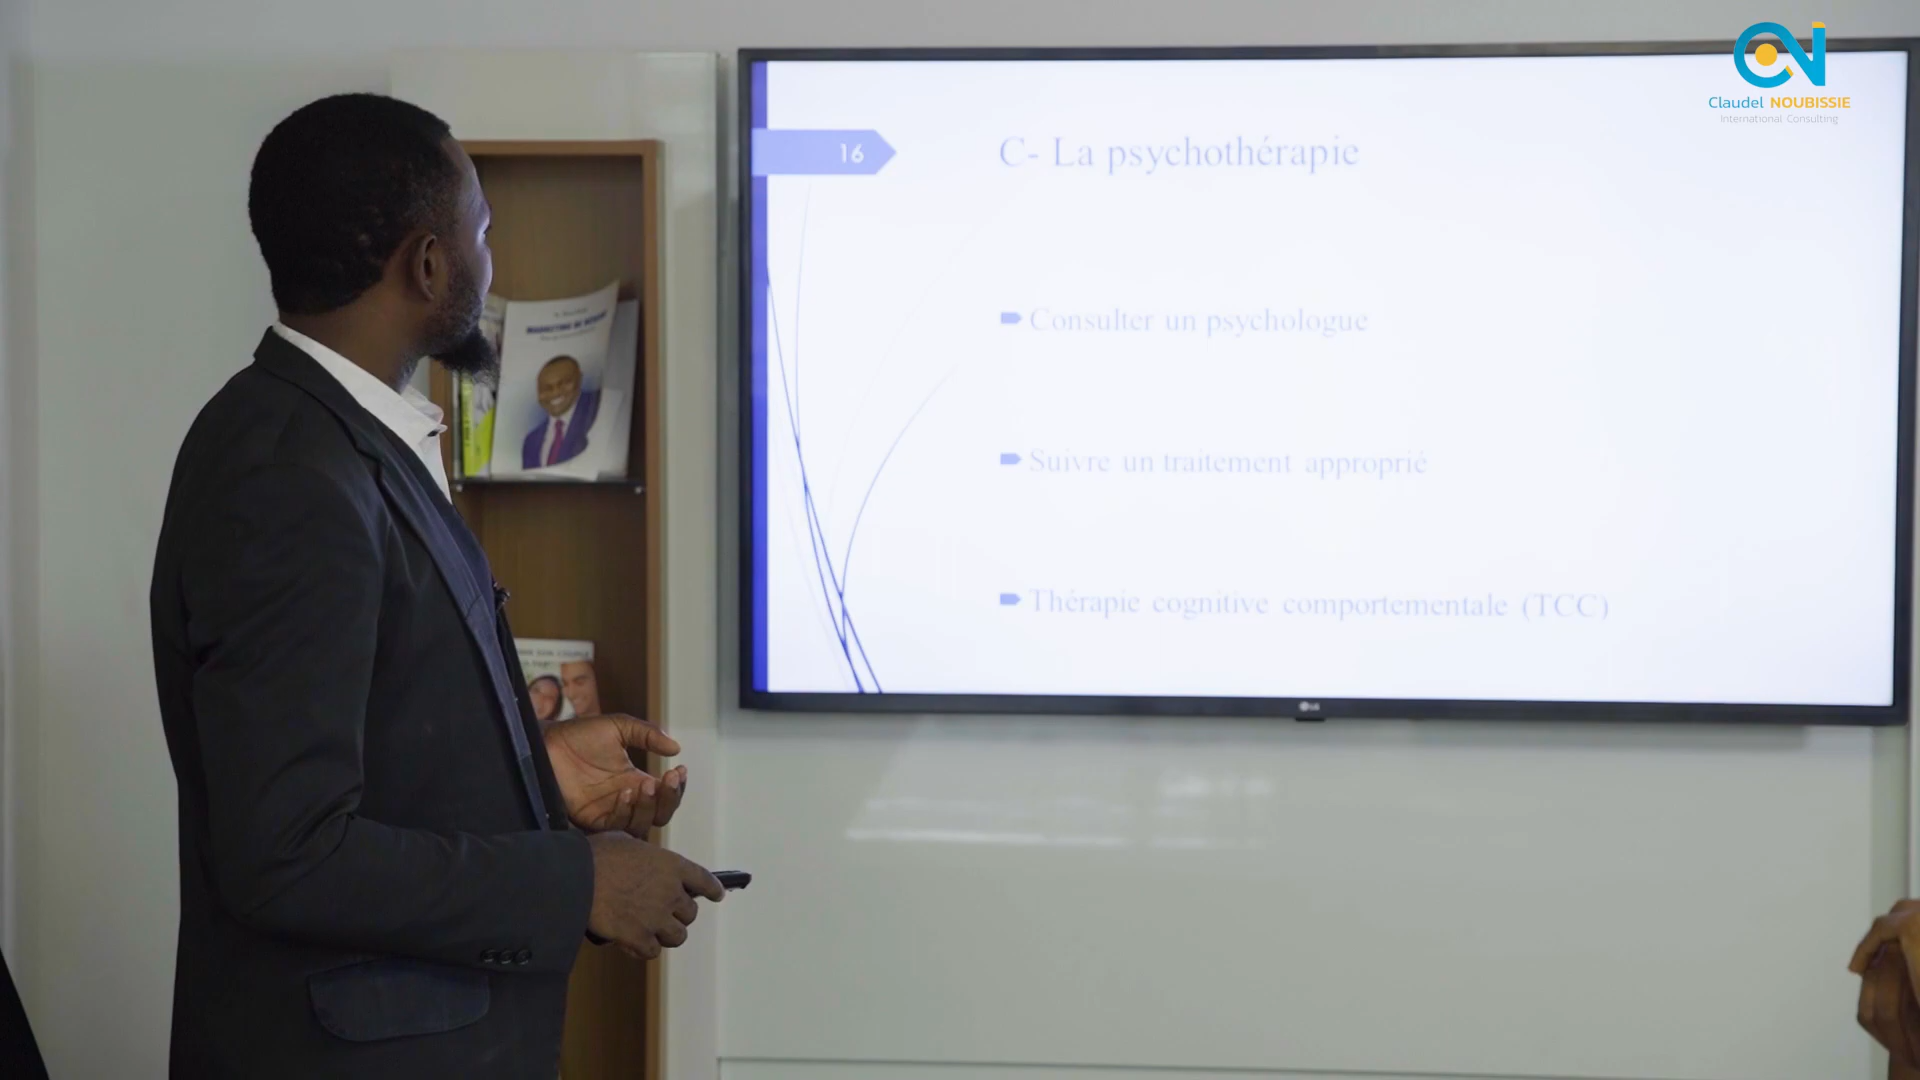 Claudel NOUBISSIE
International Consulting
16
C- La psychothérapie
Consulter un psychologue
Suivre un traitement approprié
Thérapie cognitive comportementale (TCC)
LG